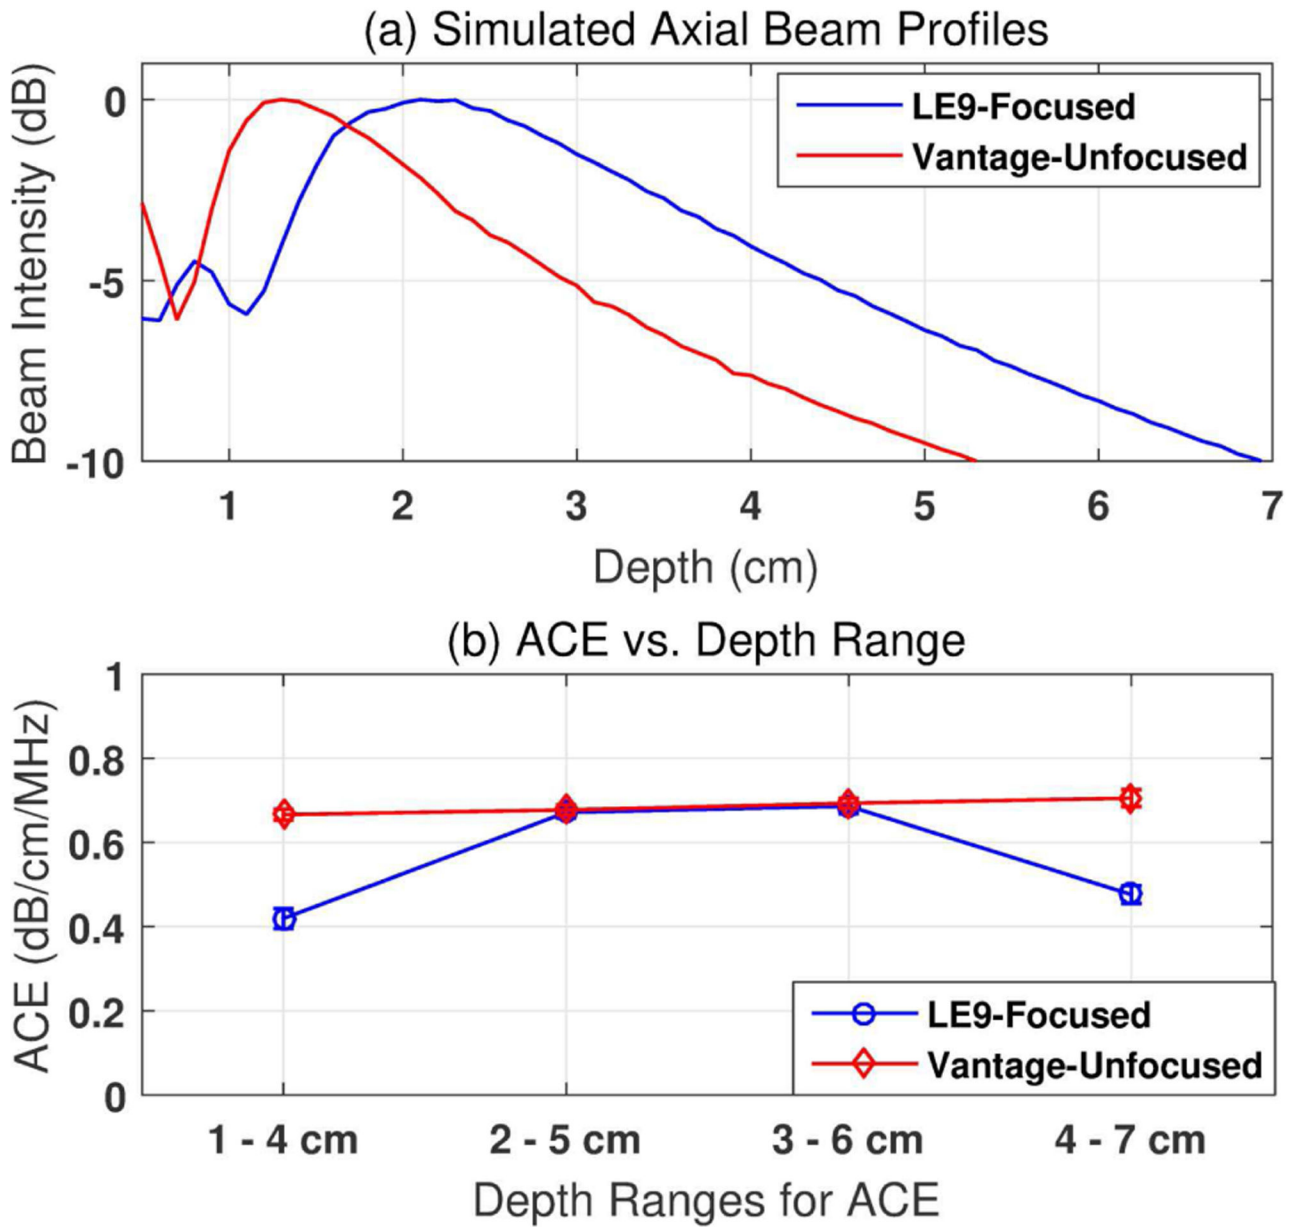 (a) Simulated Axial Beam Profiles
Beam Intensity (dB)
0
-5
-10
LE9-Focused
Vantage-Unfocused
1 2 3 4 5 6 7
Depth (cm)
(b) ACE vs. Depth Range
ACE (dB/cm/MHz)
1
0.8
0.6
0.4
0.2
0
LE9-Focused
Vantage-Unfocused
1 - 4 cm 2 - 5 cm 3 - 6 cm 4 - 7 cm
Depth Ranges for ACE